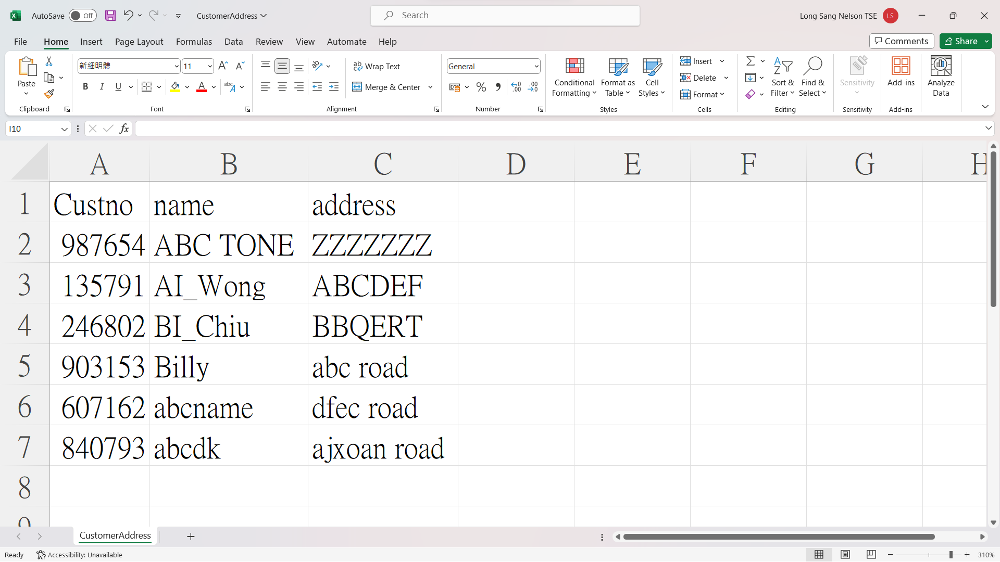 AutoSave Off CustomerAddress Search Long Sang Nelson TSE LS
File Home Insert Page Layout Formulas Data Review View Automate Help Comments Share
Paste
Clipboard
新細明體 11
B I U
Font
Wrap Text
Merge & Center
Alignment
General
Number
Conditional Formatting
Format as Table
Cell Styles
Styles
Insert
Delete
Format
Cells
Sort & Filter
Find & Select
Editing
Sensitivity
Sensitivity
Add-ins
Add-ins
Analyze Data
I10 fx
A B C D E F G H
1 Custno name address
2 987654 ABC TONE ZZZZZZZ
3 135791 AI_Wong ABCDEF
4 246802 BI_Chiu BBQERT
5 903153 Billy abc road
6 607162 abcname dfec road
7 840793 abcdk ajxoan road
8
9
CustomerAddress
Ready Accessibility: Unavailable 310%